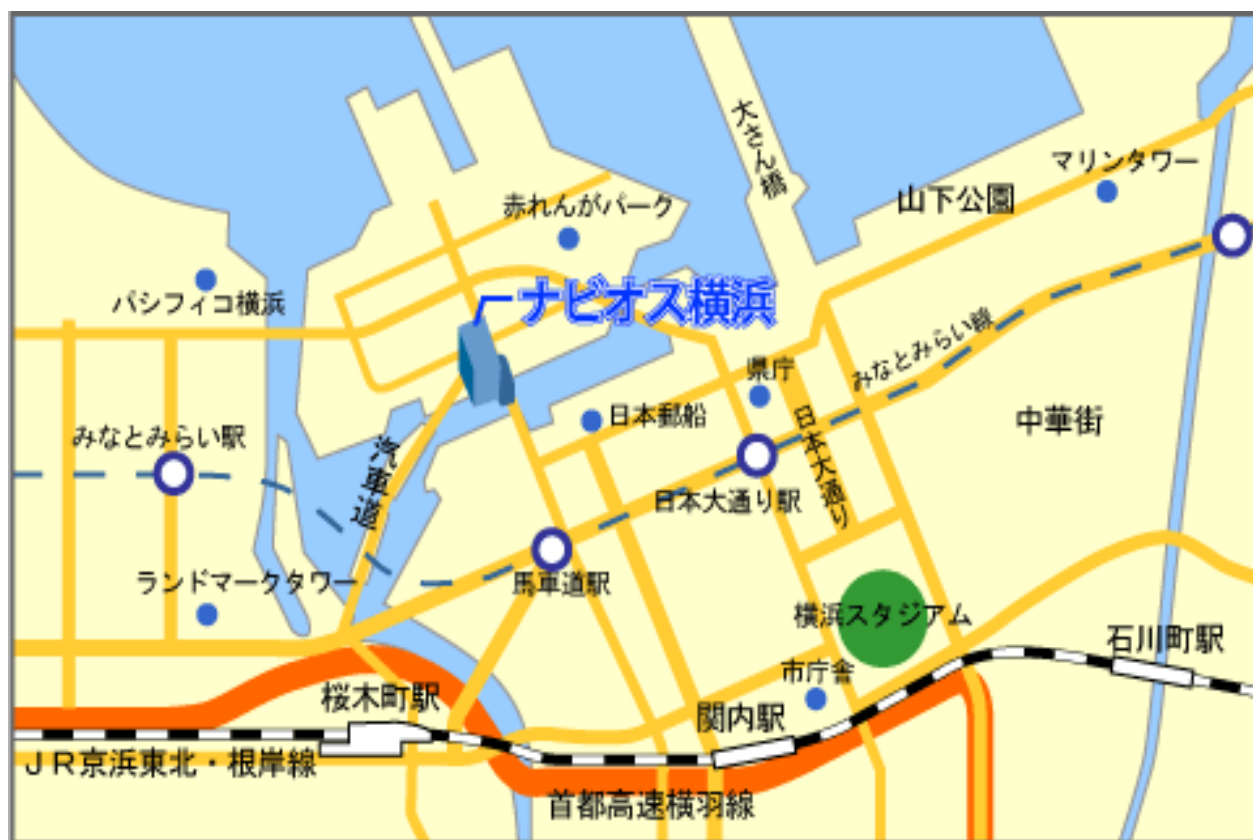 大さん橋
マリンタワー
山下公園
赤れんがパーク
パシフィコ横浜
ナビオス横浜
みなとみらい線
県庁
日本郵船
中華街
みなとみらい駅
汽車道
日本大通り
日本大通り駅
ランドマークタワー
馬車道駅
横浜スタジアム
石川町駅
市庁舎
桜木町駅
関内駅
ＪＲ京浜東北・根岸線
首都高速横羽線